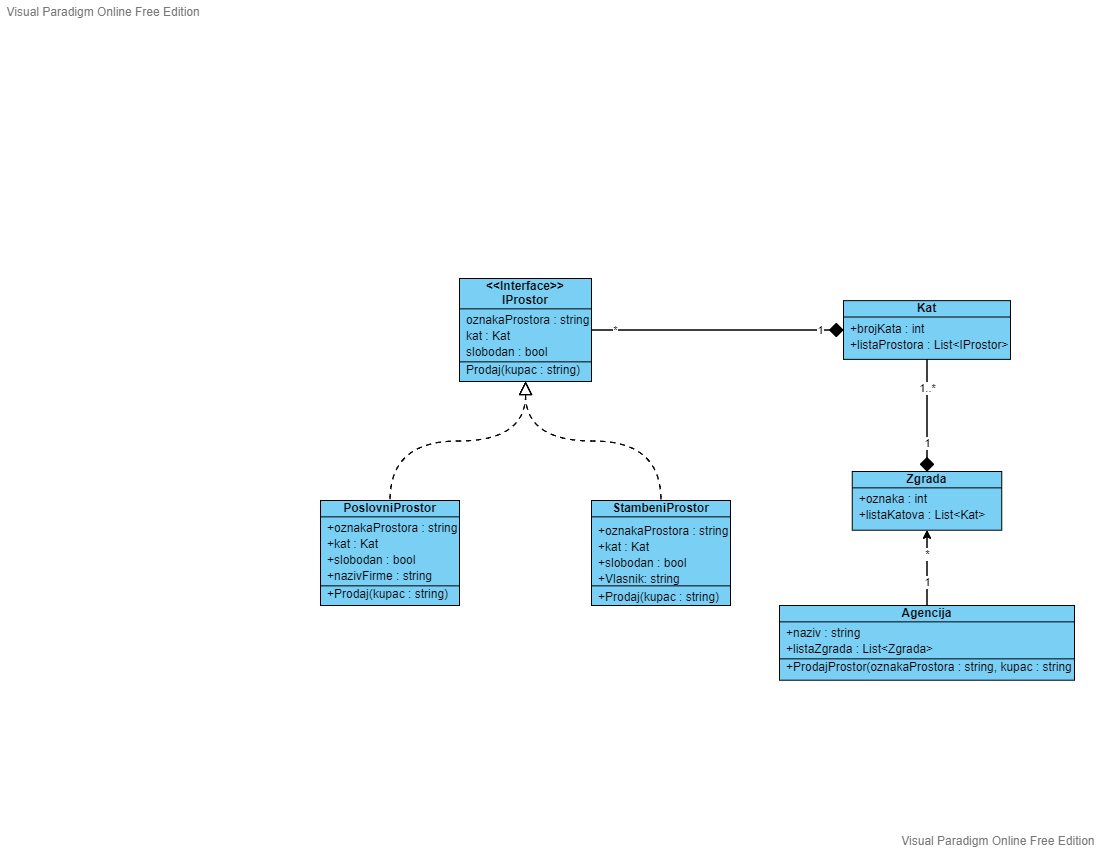 Visual Paradigm Online Free Edition
<<Interface>>
IProstor
oznakaProstora : string
kat : Kat
slobodan : bool
Prodaj(kupac : string)
*
1
Kat
+brojKata : int
+listaProstora : List<IProstor>
1..*
1
Zgrada
+oznaka : int
+listaKatova : List<Kat>
PoslovniProstor
+oznakaProstora : string
+kat : Kat
+slobodan : bool
+nazivFirme : string
+Prodaj(kupac : string)
StambeniProstor
+oznakaProstora : string
+kat : Kat
+slobodan : bool
+Vlasnik: string
+Prodaj(kupac : string)
*
1
Agencija
+naziv : string
+listaZgrada : List<Zgrada>
+ProdajProstor(oznakaProstora : string, kupac : string
Visual Paradigm Online Free Edition